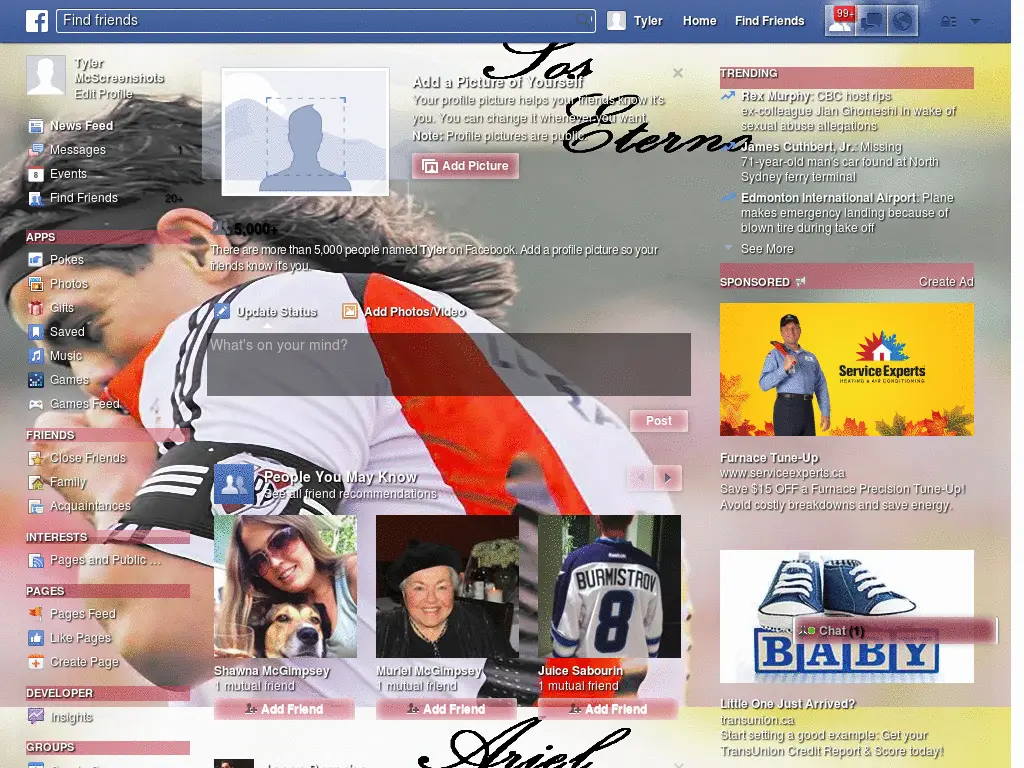 Find friends
Tyler
Home
Find Friends
99+
Tyler
McScreenshots
Edit Profile
News Feed
Messages 1
Events
8
Find Friends 20+
APPS
Pokes
Photos
Gifts
Saved
Music
Games
Games Feed
FRIENDS
Close Friends
Family
Acquaintances
INTERESTS
Pages and Public ...
PAGES
Pages Feed
Like Pages
Create Page
DEVELOPER
Insights
GROUPS
Sos
Eterno
Add a Picture of Yourself
Your profile picture helps your friends know it's
you. You can change it whenever you want.
Note: Profile pictures are public.
Add Picture
5,000+
There are more than 5,000 people named Tyler on Facebook. Add a profile picture so your
friends know it's you.
Update Status
Add Photos/Video
What's on your mind?
Post
People You May Know
See all friend recommendations
BURMISTROV
8
Shawna McGimpsey
1 mutual friend
Add Friend
Muriel McGimpsey
1 mutual friend
Add Friend
Juice Sabourin
1 mutual friend
Add Friend
Ariel
TRENDING
Rex Murphy: CBC host rips
ex-colleague Jian Ghomeshi in wake of
sexual abuse allegations
James Cuthbert, Jr.: Missing
71-year-old man's car found at North
Sydney ferry terminal
Edmonton International Airport: Plane
makes emergency landing because of
blown tire during take off
See More
SPONSORED
Create Ad
Service Experts
HEATING & AIR CONDITIONING
Furnace Tune-Up
www.serviceexperts.ca
Save $15 OFF a Furnace Precision Tune-Up!
Avoid costly breakdowns and save energy.
Chat (1)
BABY
Little One Just Arrived?
transunion.ca
Start setting a good example: Get your
TransUnion Credit Report & Score today!